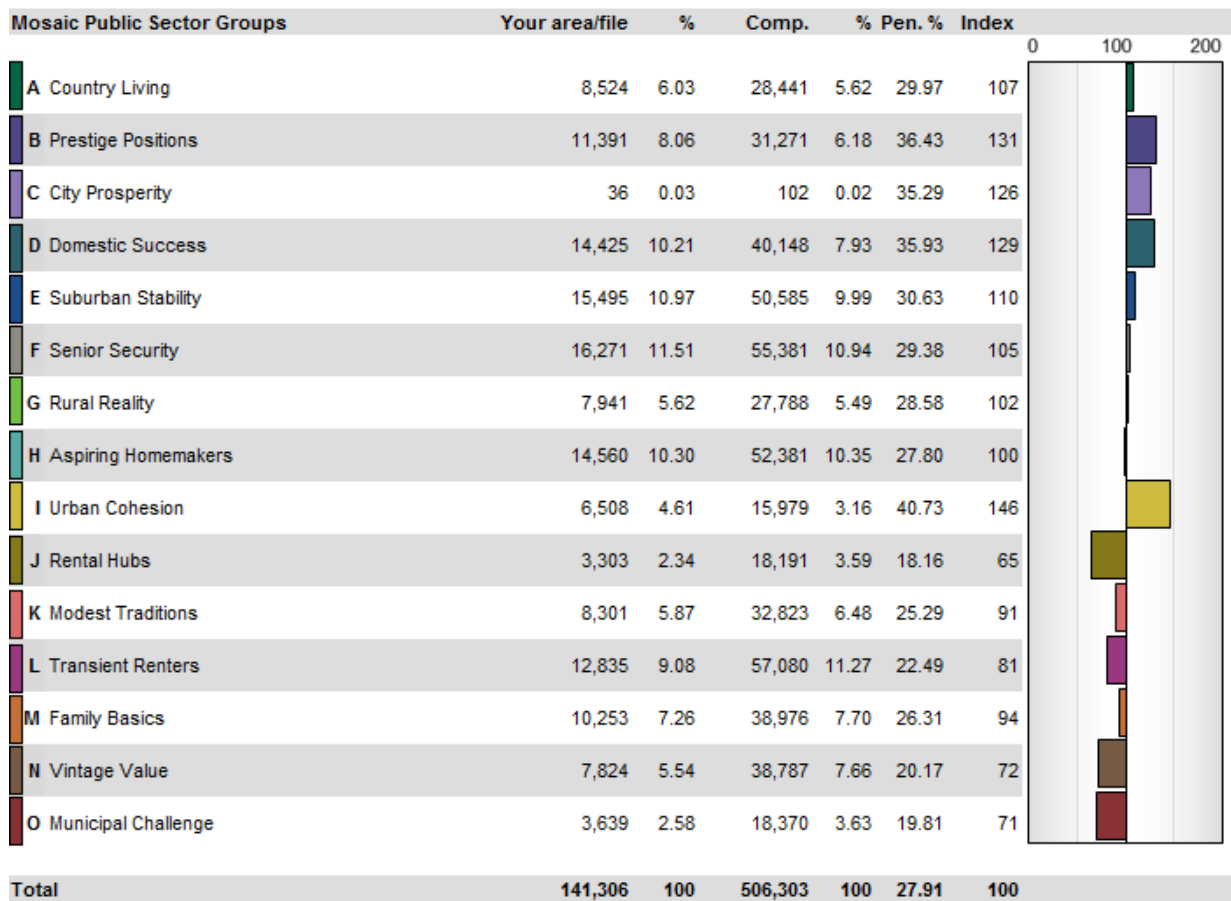 Mosaic Public Sector Groups Your area/file % Comp. % Pen. % Index
0 100 200
A Country Living 8,524 6.03 28,441 5.62 29.97 107
B Prestige Positions 11,391 8.06 31,271 6.18 36.43 131
C City Prosperity 36 0.03 102 0.02 35.29 126
D Domestic Success 14,425 10.21 40,148 7.93 35.93 129
E Suburban Stability 15,495 10.97 50,585 9.99 30.63 110
F Senior Security 16,271 11.51 55,381 10.94 29.38 105
G Rural Reality 7,941 5.62 27,788 5.49 28.58 102
H Aspiring Homemakers 14,560 10.30 52,381 10.35 27.80 100
I Urban Cohesion 6,508 4.61 15,979 3.16 40.73 146
J Rental Hubs 3,303 2.34 18,191 3.59 18.16 65
K Modest Traditions 8,301 5.87 32,823 6.48 25.29 91
L Transient Renters 12,835 9.08 57,080 11.27 22.49 81
M Family Basics 10,253 7.26 38,976 7.70 26.31 94
N Vintage Value 7,824 5.54 38,787 7.66 20.17 72
O Municipal Challenge 3,639 2.58 18,370 3.63 19.81 71
Total 141,306 100 506,303 100 27.91 100